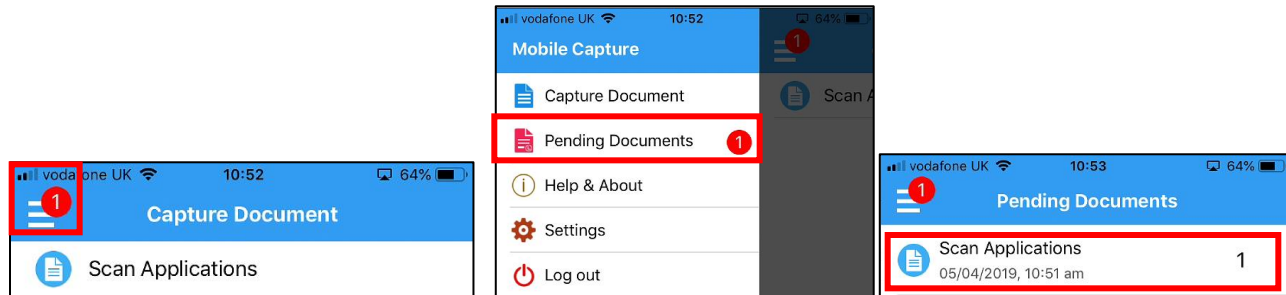 vodafone UK 10:52 64%
1
Capture Document
Scan Applications
vodafone UK 10:52 64%
Mobile Capture 1
Capture Document Scan A
Pending Documents 1
Help & About
Settings
Log out
vodafone UK 10:53 64%
1
Pending Documents
Scan Applications 1
05/04/2019, 10:51 am